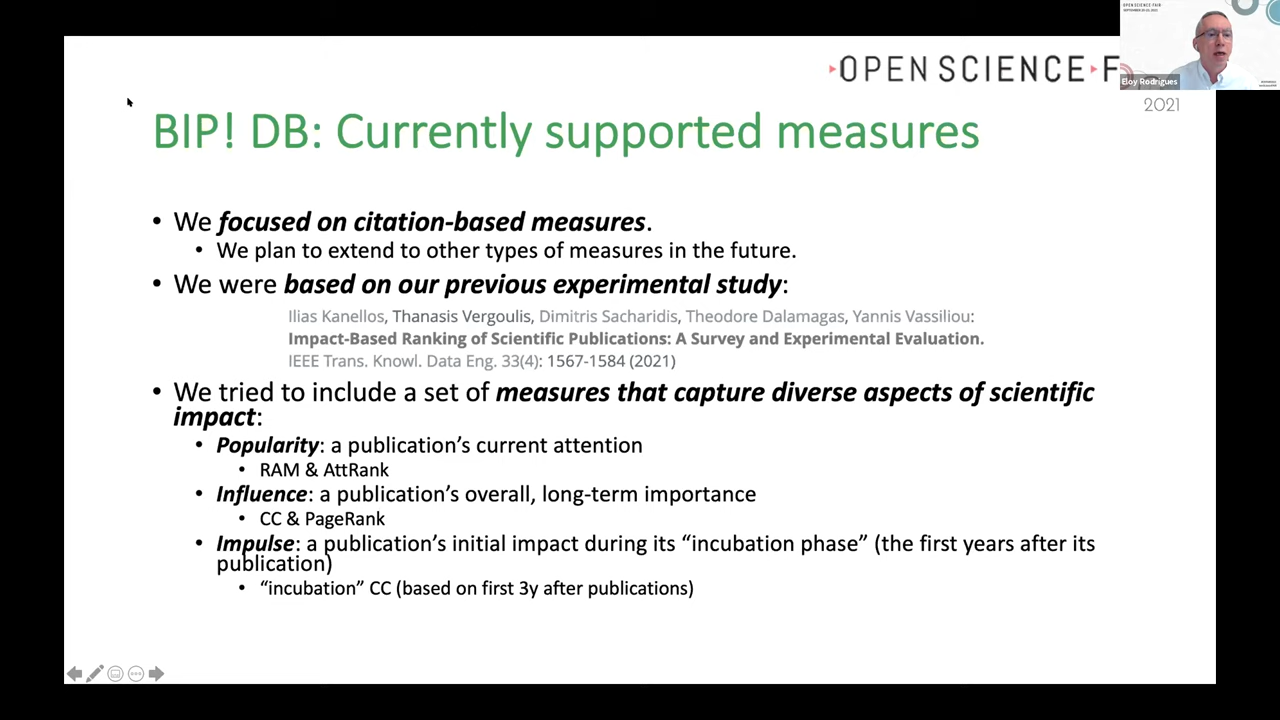 OPEN SCIENCE F
Eloy Rodrigues
2021
BIP! DB: Currently supported measures
• We focused on citation-based measures.
• We plan to extend to other types of measures in the future.
• We were based on our previous experimental study:
Ilias Kanellos, Thanasis Vergoulis, Dimitris Sacharidis, Theodore Dalamagas, Yannis Vassiliou:
Impact-Based Ranking of Scientific Publications: A Survey and Experimental Evaluation.
IEEE Trans. Knowl. Data Eng. 33(4): 1567-1584 (2021)
• We tried to include a set of measures that capture diverse aspects of scientific
impact:
• Popularity: a publication’s current attention
• RAM & AttRank
• Influence: a publication’s overall, long-term importance
• CC & PageRank
• Impulse: a publication’s initial impact during its “incubation phase” (the first years after its
publication)
• “incubation” CC (based on first 3y after publications)